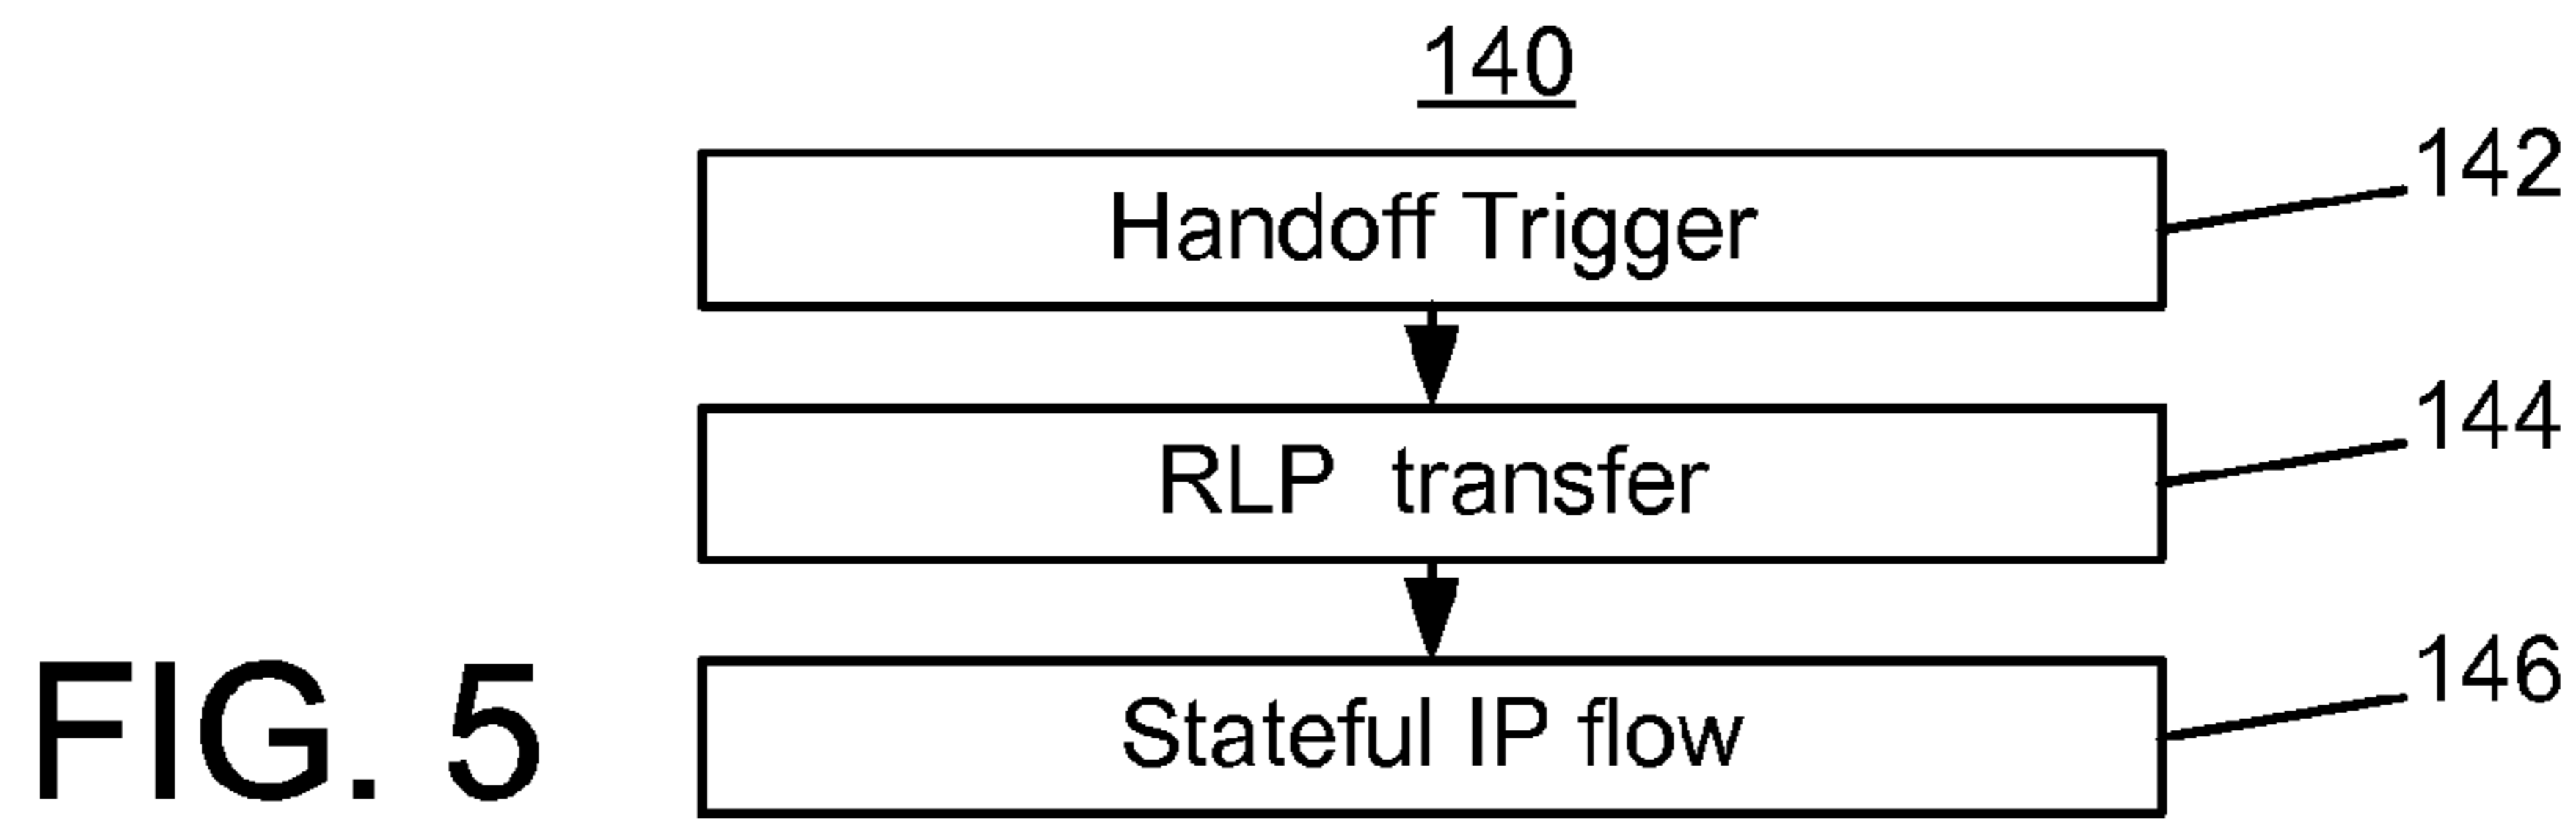 140
142
Handoff Trigger
144
RLP transfer
146
Stateful IP flow
FIG. 5